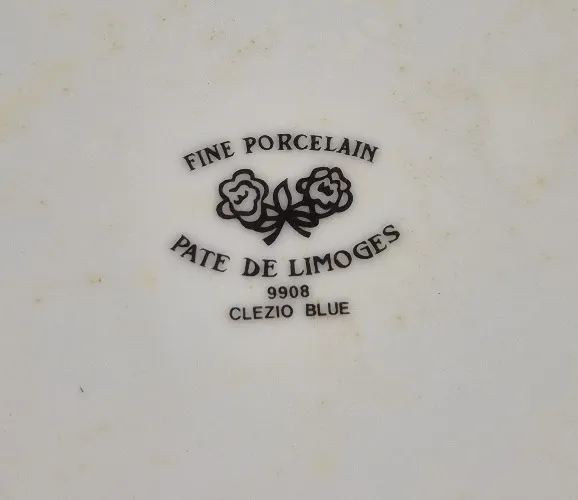 FINE PORCELAIN
PATE DE LIMOGES
9908
CLEZIO BLUE